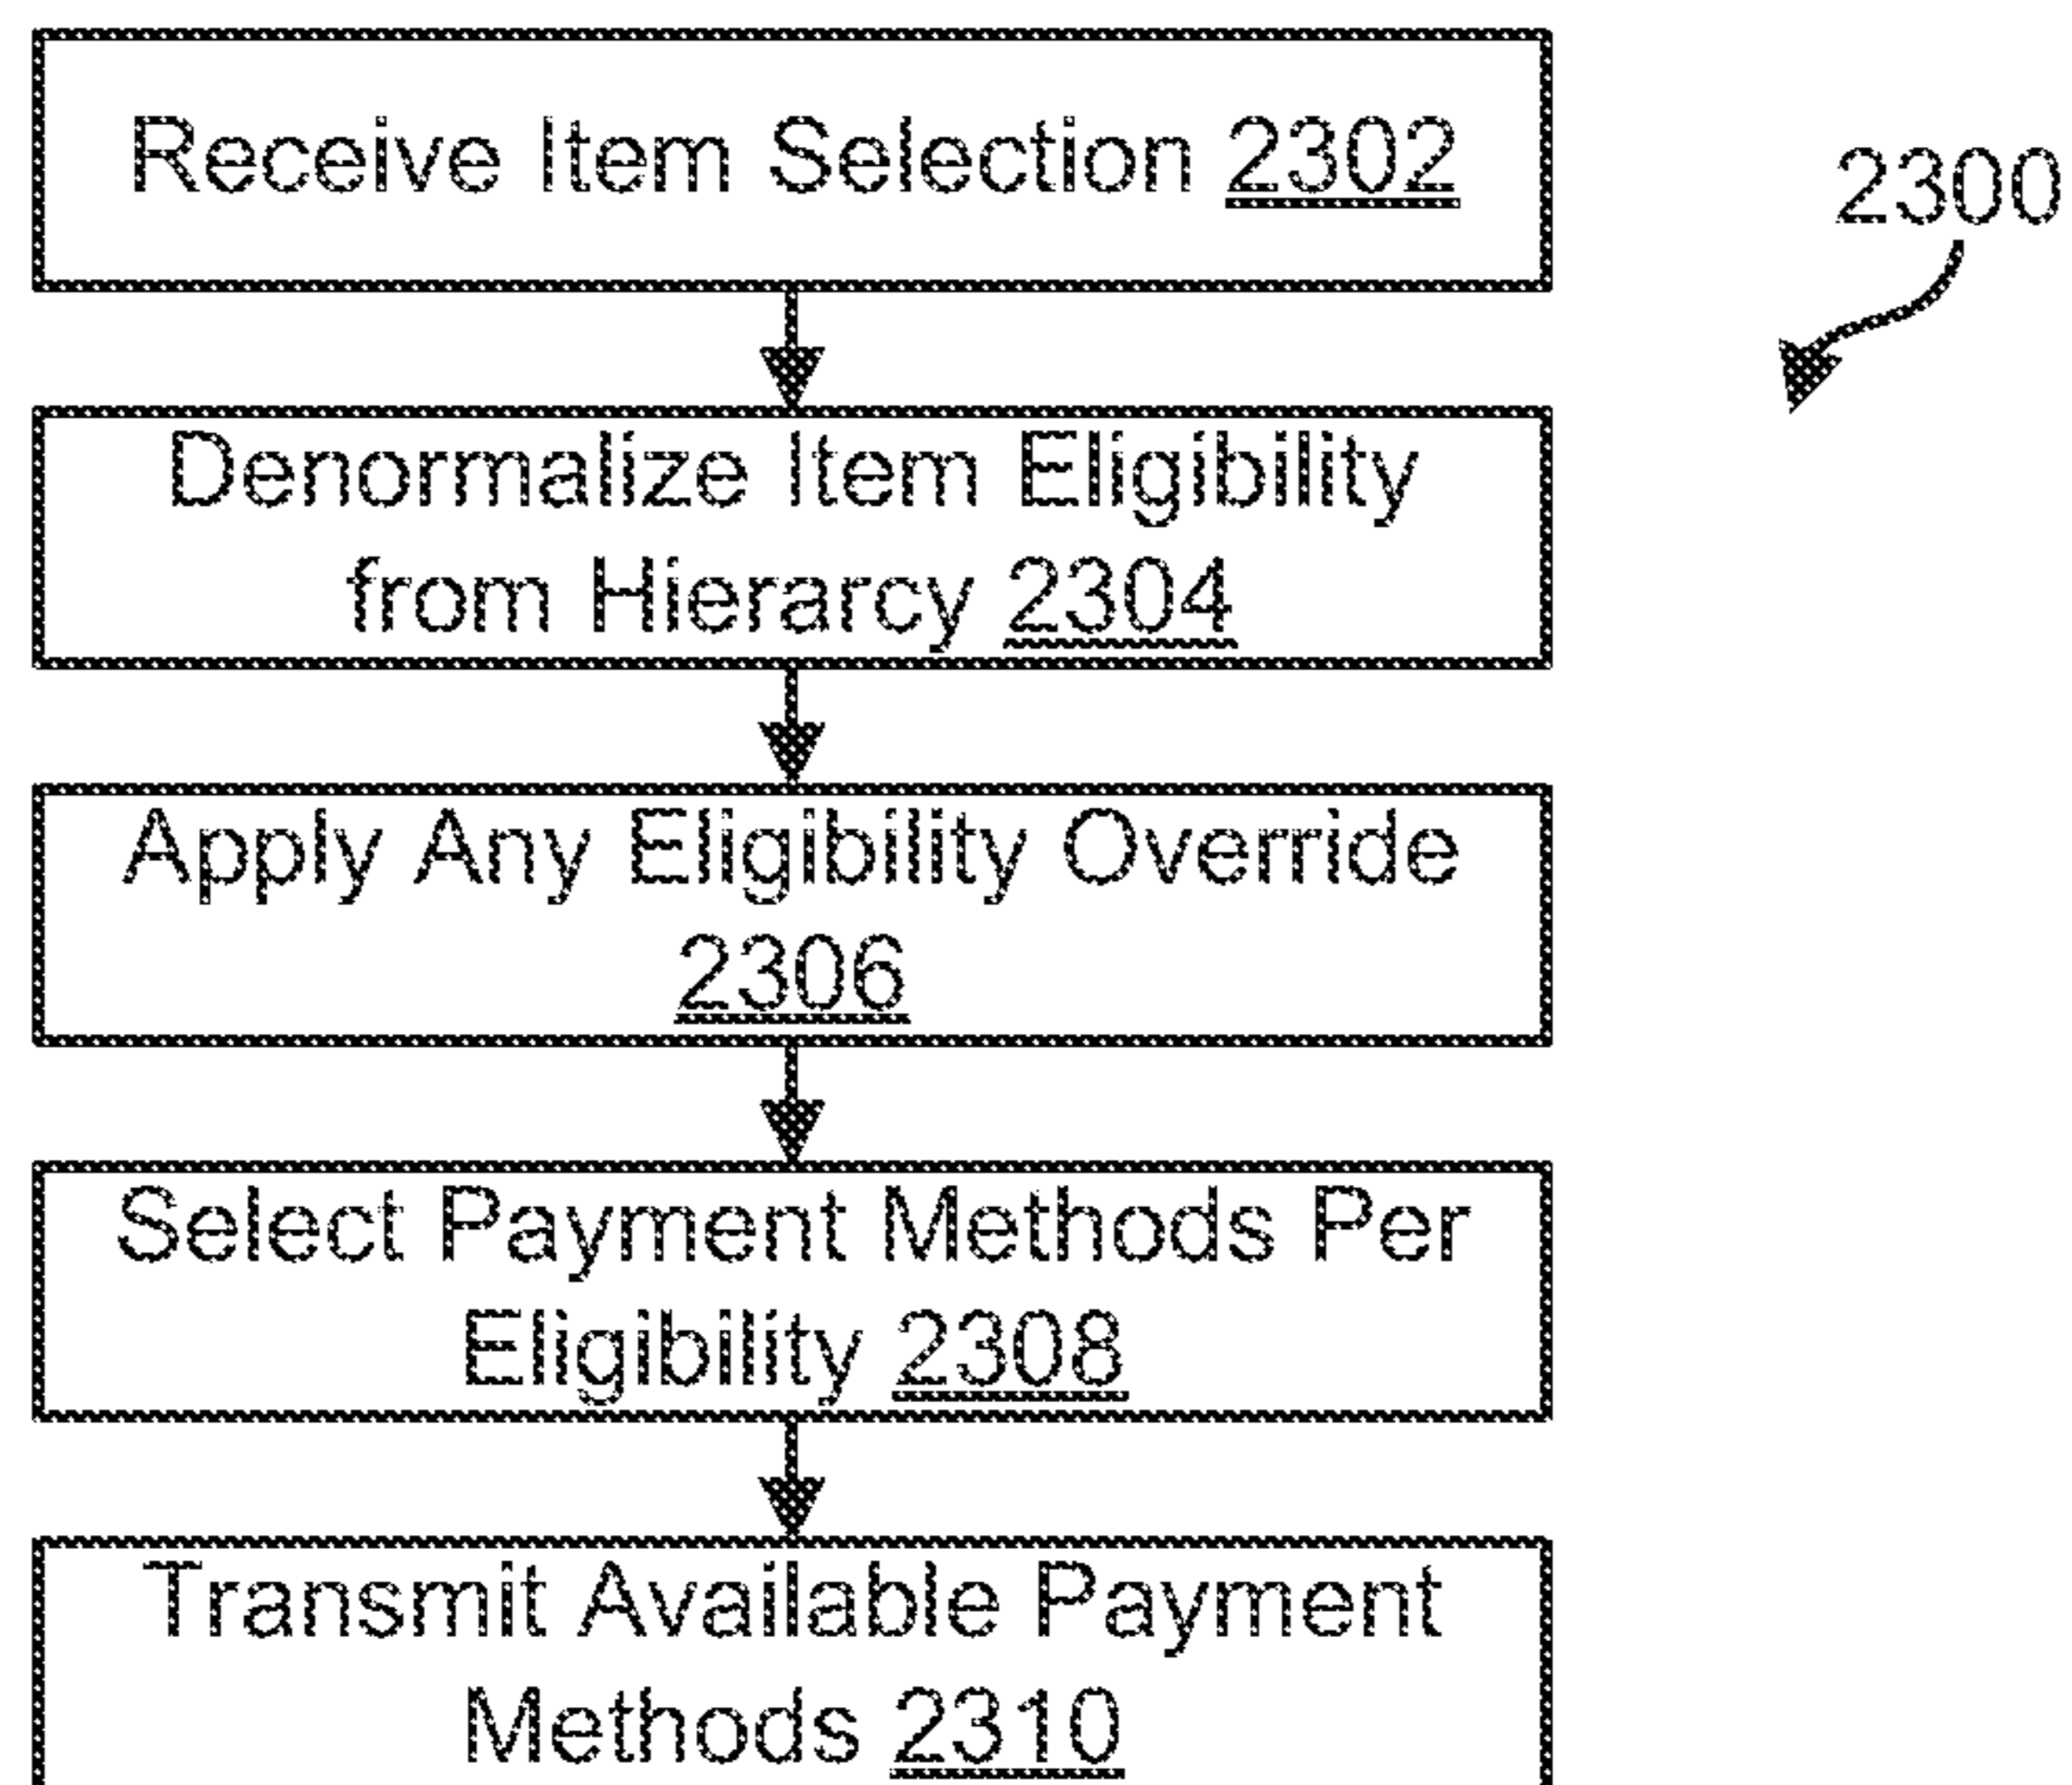 Receive Item Selection 2302
2300
Denormalize Item Eligibility
from Hierarcy 2304
Apply Any Eligibility Override
2306
Select Payment Methods Per
Eligibility 2308
Transmit Available Payment
Methods 2310